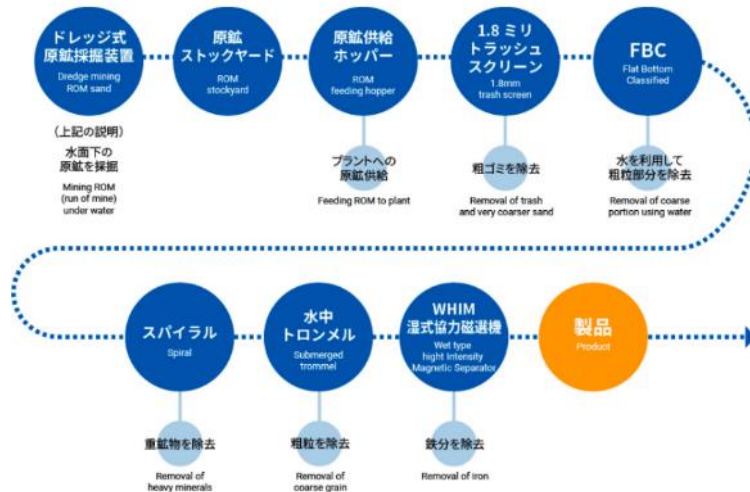 ドレッジ式
原鉱採掘装置
Dredge mining
ROM sand
(上記の説明)
水面下の
原鉱を採掘
Mining ROM
(run of mine)
under water
原鉱
ストックヤード
ROM
stockyard
原鉱供給
ホッパー
ROM
feeding hopper
プラントへの
原鉱供給
Feeding ROM to plant
1.8 ミリ
トラッシュ
スクリーン
1.8mm
trash screen
粗ゴミを除去
Removal of trash
and very coarser sand
FBC
Flat Bottom
Classified
水を利用して
粗粒部分を除去
Removal of coarse
portion using water
スパイラル
Spiral
重鉱物を除去
Removal of
heavy minerals
水中
トロンメル
Submerged
trommel
粗粒を除去
Removal of
coarse grain
WHIM
湿式協力磁選機
Wet type
hight Intensity
Magnetic Separator
鉄分を除去
Removal of iron
製品
Product